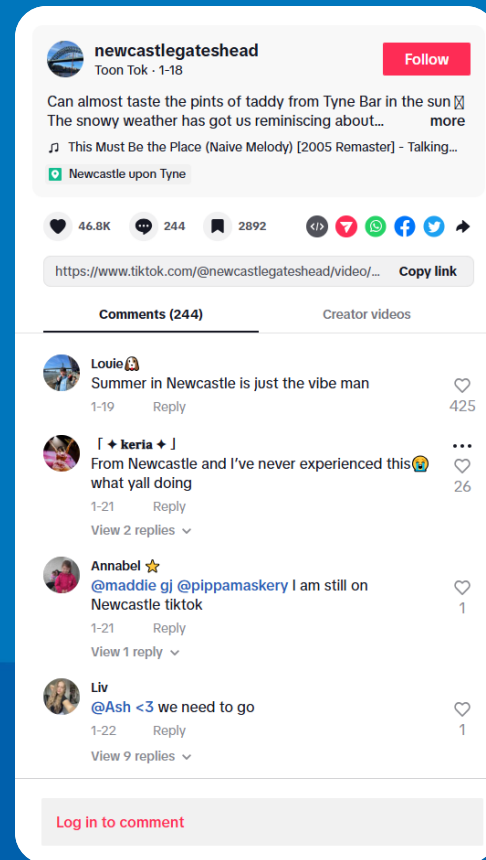 newcastlegateshead
Toon Tok · 1-18
Follow
Can almost taste the pints of taddy from Tyne Bar in the sun
The snowy weather has got us reminiscing about... more
This Must Be the Place (Naive Melody) [2005 Remaster] - Talking...
Newcastle upon Tyne
46.8K 244 2892
https://www.tiktok.com/@newcastlegateshead/video/... Copy link
Comments (244) Creator videos
Louie
Summer in Newcastle is just the vibe man
1-19 Reply
425
「 ✦ 𝐤𝐞𝐫𝐢𝐚 ✦ 」
From Newcastle and I've never experienced this😭
what yall doing
26
1-21 Reply
View 2 replies
Annabel ⭐
@maddie gj @pippamaskery I am still on
Newcastle tiktok
1
1-21 Reply
View 1 reply
Liv
@Ash <3 we need to go
1-22 Reply
1
View 9 replies
Log in to comment